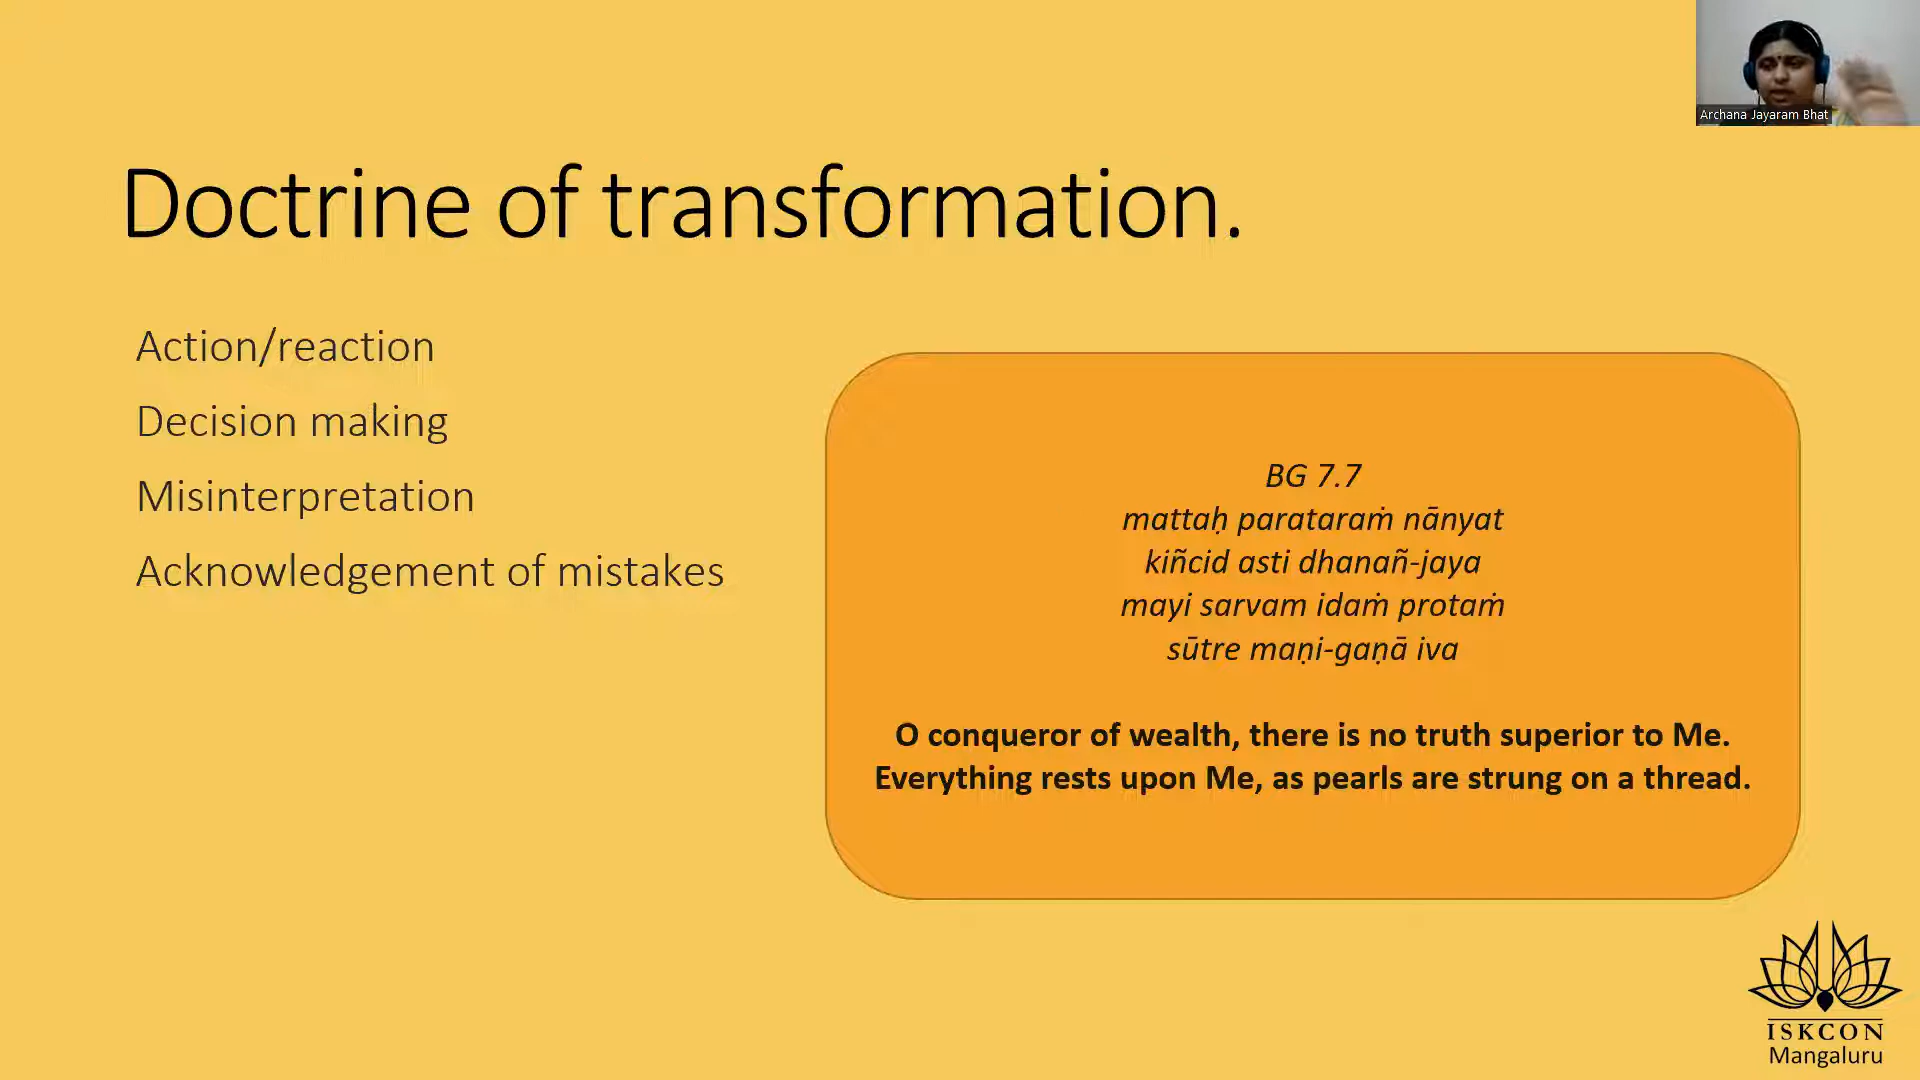 Archana Jayaram Bhat
Doctrine of transformation.
Action/reaction
Decision making
Misinterpretation
Acknowledgement of mistakes
BG 7.7
mattaḥ parataraṁ nānyat
kiñcid asti dhanañ-jaya
mayi sarvam idaṁ protaṁ
sūtre maṇi-gaṇā iva
O conqueror of wealth, there is no truth superior to Me.
Everything rests upon Me, as pearls are strung on a thread.
ISKCON
Mangaluru